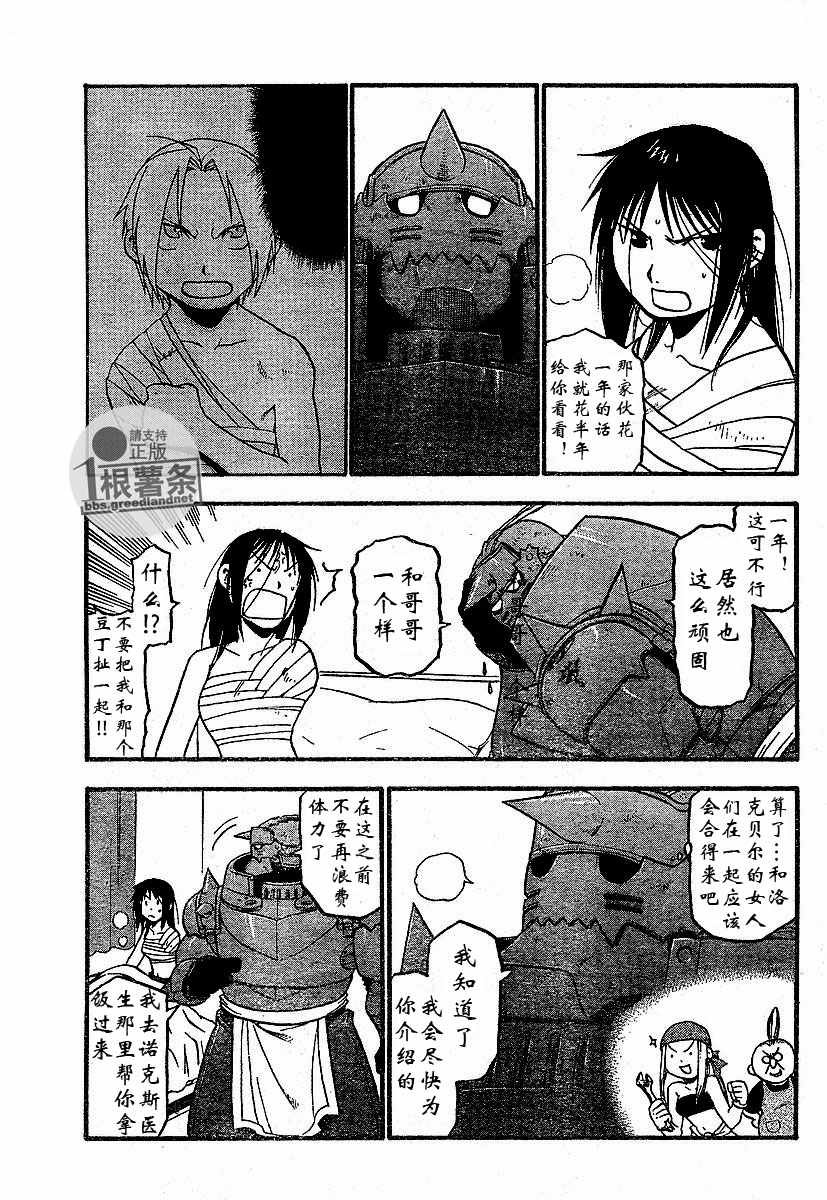 那家伙花
一年的话
我就花半年
给你看看！
請支持
正版
1根薯条
bbs.greedland.net
一年！
这可不行
居然也
这么顽固
和哥哥
一个样
什么!?
不要把我和那个
豆丁扯一起!!
算了…和洛
克贝尔的女人
们在一起应该
会合得来吧
我知道了
我会尽快为
你介绍的
在这之前
不要再浪费
体力了
我去诺克斯医
生那里帮你拿
饭过来